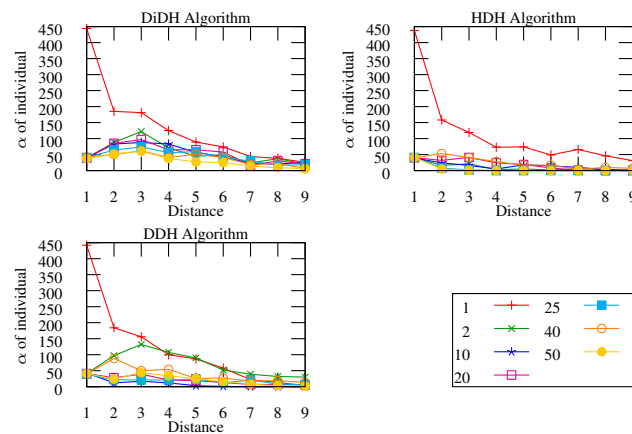 DiDH Algorithm
450
400
350
300
250
200
150
100
50
0
α of individual
1 2 3 4 5 6 7 8 9
Distance
HDH Algorithm
450
400
350
300
250
200
150
100
50
0
α of individual
1 2 3 4 5 6 7 8 9
Distance
DDH Algorithm
450
400
350
300
250
200
150
100
50
0
α of individual
1 2 3 4 5 6 7 8 9
Distance
1 25
2 40
10 50
20